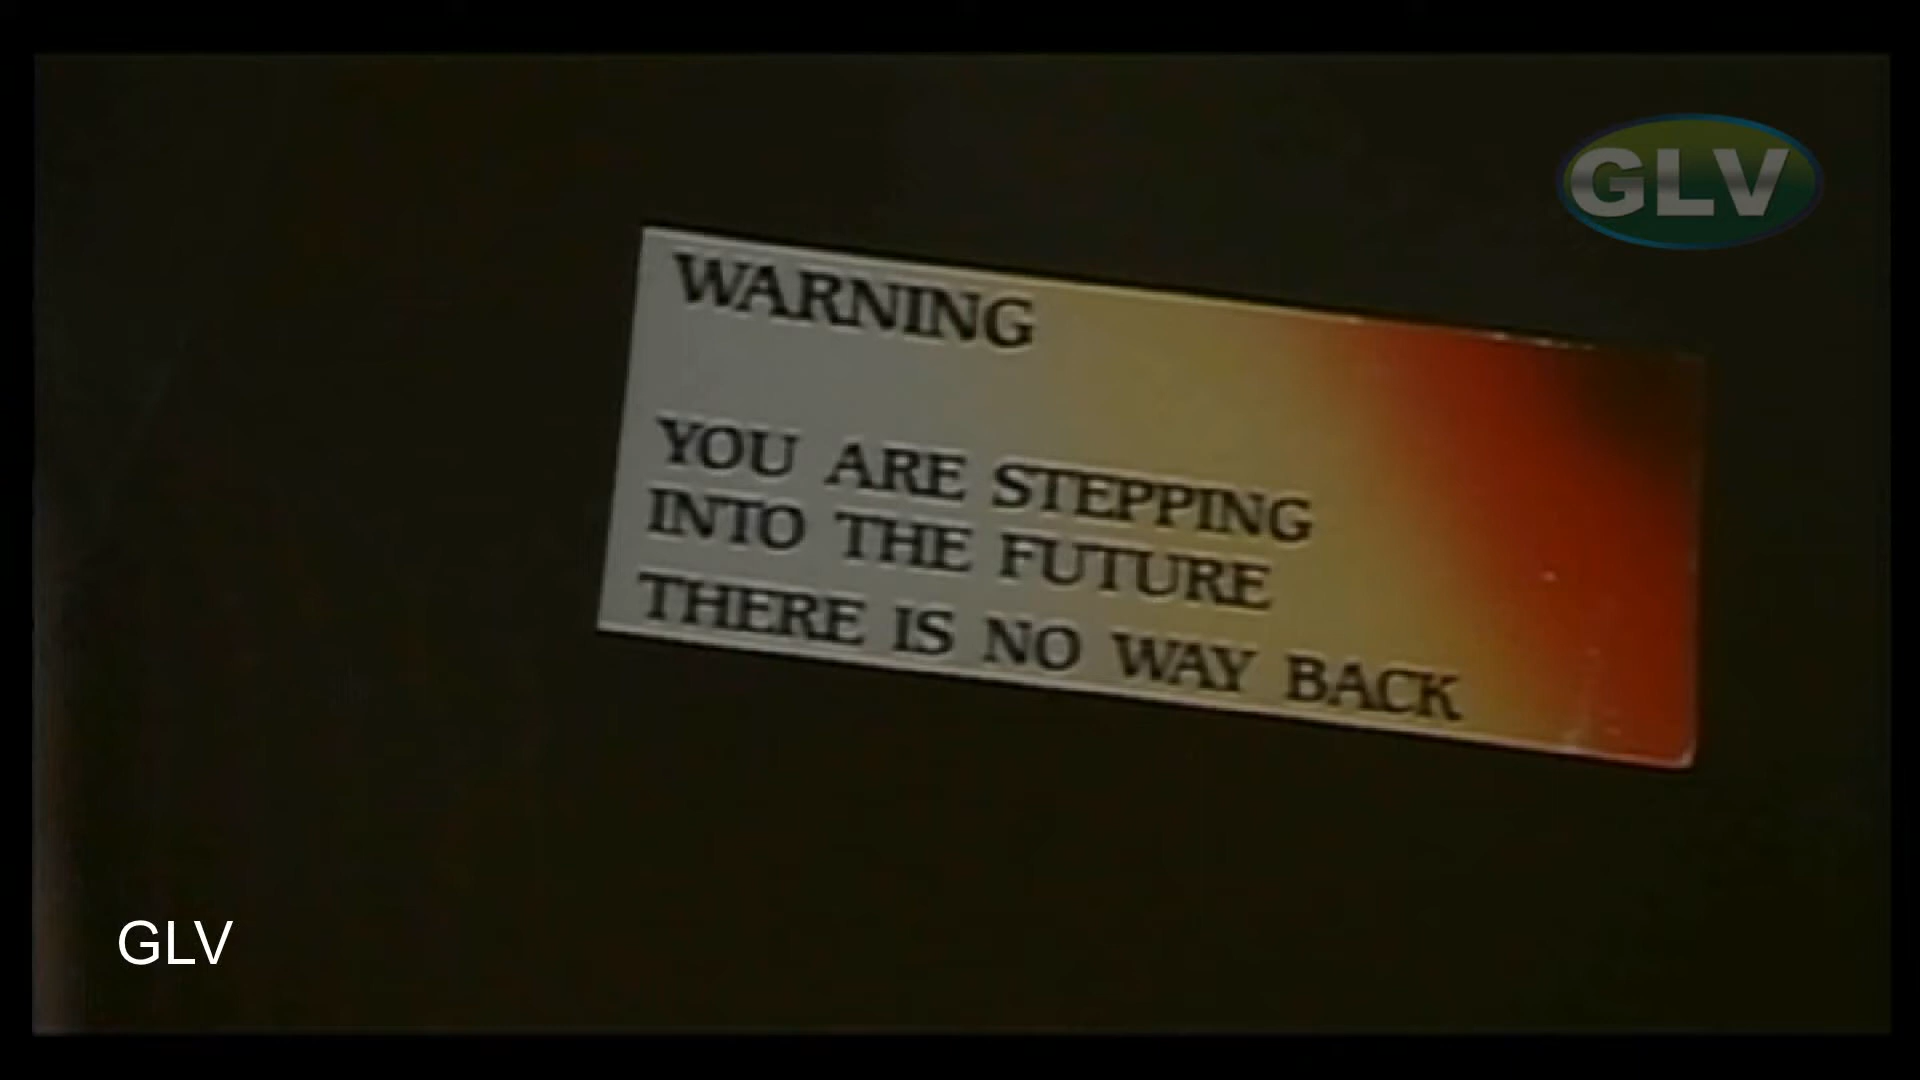 GLV
WARNING
YOU ARE STEPPING
INTO THE FUTURE
THERE IS NO WAY BACK
GLV